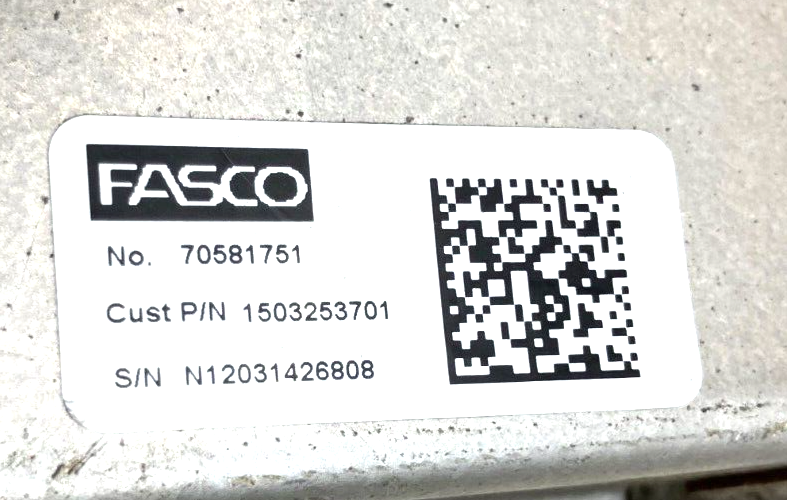 FASCO
No. 70581751
Cust P/N 1503253701
S/N N12031426808